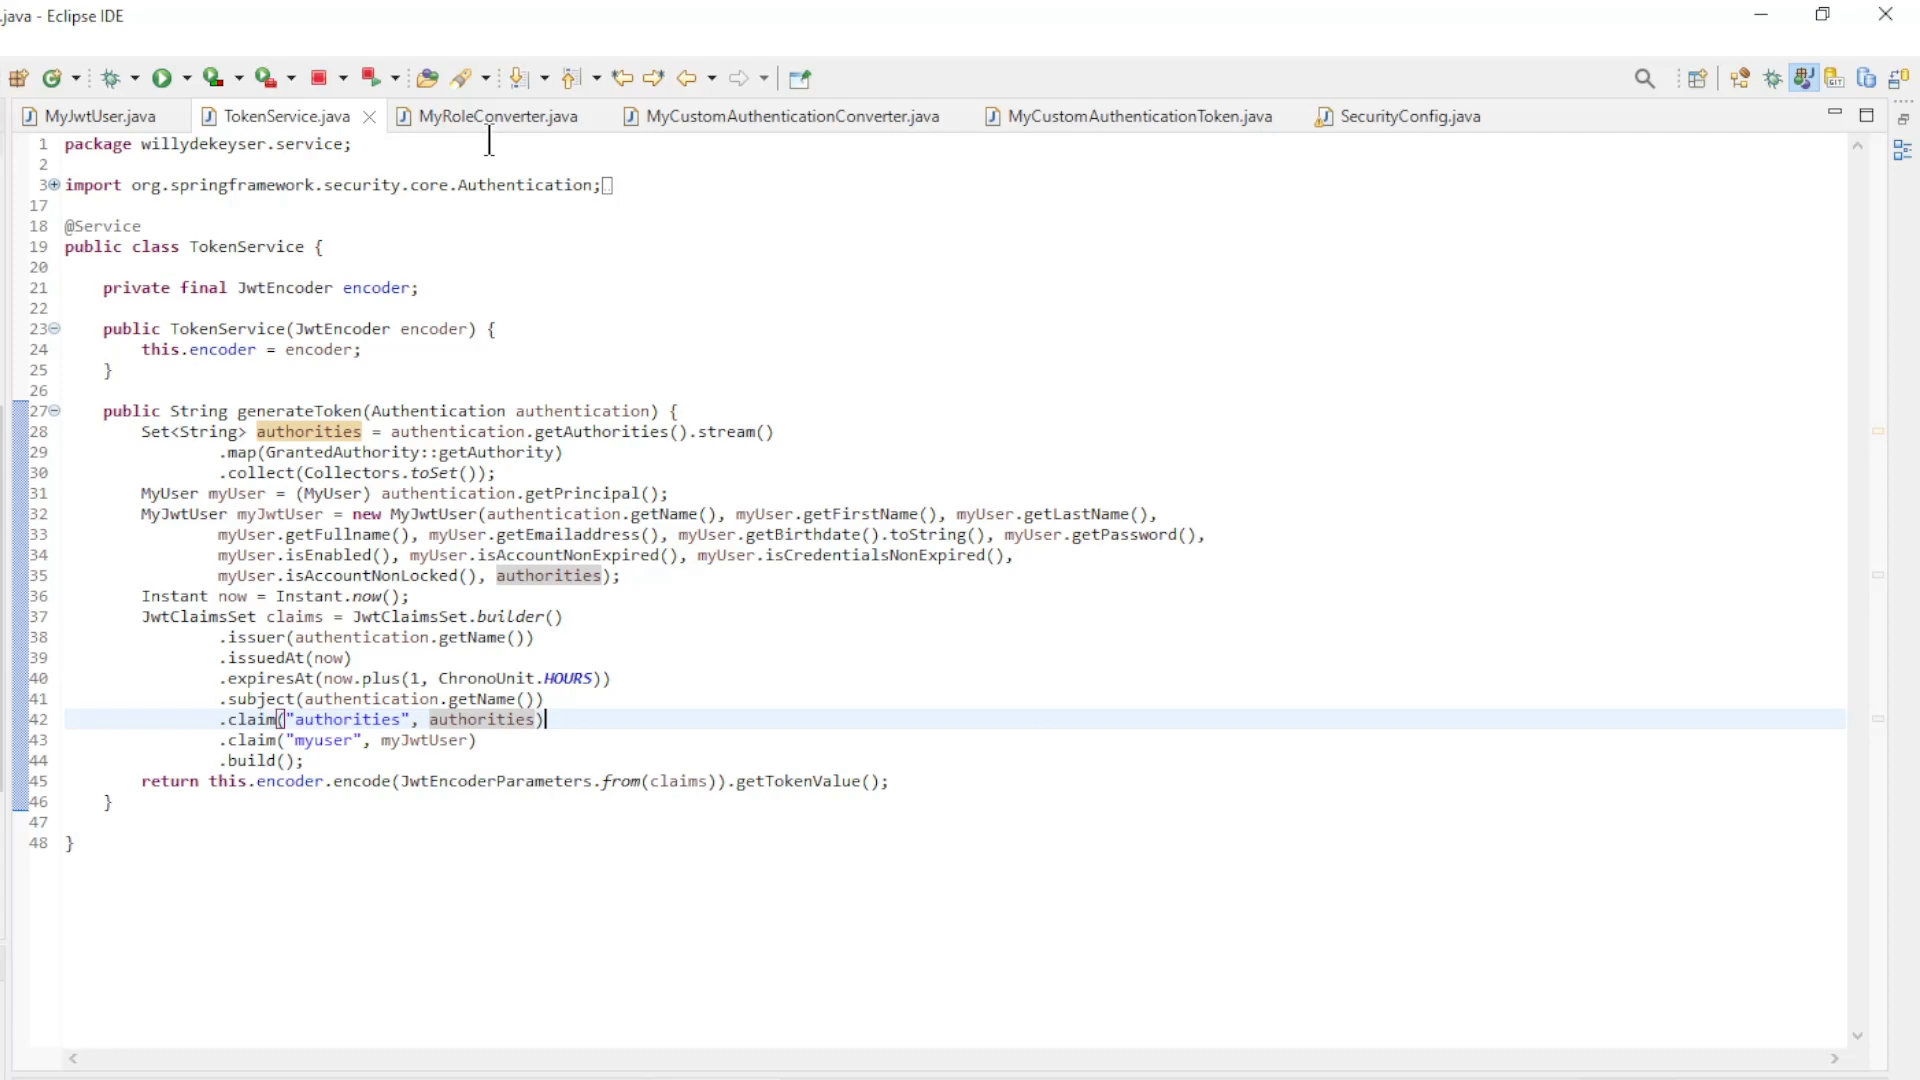 .java - Eclipse IDE
MyJwtUser.java
TokenService.java
MyRoleConverter.java
MyCustomAuthenticationConverter.java
MyCustomAuthenticationToken.java
SecurityConfig.java
1 package willydekeyser.service;
2
3 import org.springframework.security.core.Authentication;
17
18 @Service
19 public class TokenService {
20
21 private final JwtEncoder encoder;
22
23 public TokenService(JwtEncoder encoder) {
24 this.encoder = encoder;
25 }
26
27 public String generateToken(Authentication authentication) {
28 Set<String> authorities = authentication.getAuthorities().stream()
29 .map(GrantedAuthority::getAuthority)
30 .collect(Collectors.toSet());
31 MyUser myUser = (MyUser) authentication.getPrincipal();
32 MyJwtUser myJwtUser = new MyJwtUser(authentication.getName(), myUser.getFirstName(), myUser.getLastName(),
33 myUser.getFullname(), myUser.getEmailaddress(), myUser.getBirthdate().toString(), myUser.getPassword(),
34 myUser.isEnabled(), myUser.isAccountNonExpired(), myUser.isCredentialsNonExpired(),
35 myUser.isAccountNonLocked(), authorities);
36 Instant now = Instant.now();
37 JwtClaimsSet claims = JwtClaimsSet.builder()
38 .issuer(authentication.getName())
39 .issuedAt(now)
40 .expiresAt(now.plus(1, ChronoUnit.HOURS))
41 .subject(authentication.getName())
42 .claim("authorities", authorities)
43 .claim("myuser", myJwtUser)
44 .build();
45 return this.encoder.encode(JwtEncoderParameters.from(claims)).getTokenValue();
46 }
47
48 }